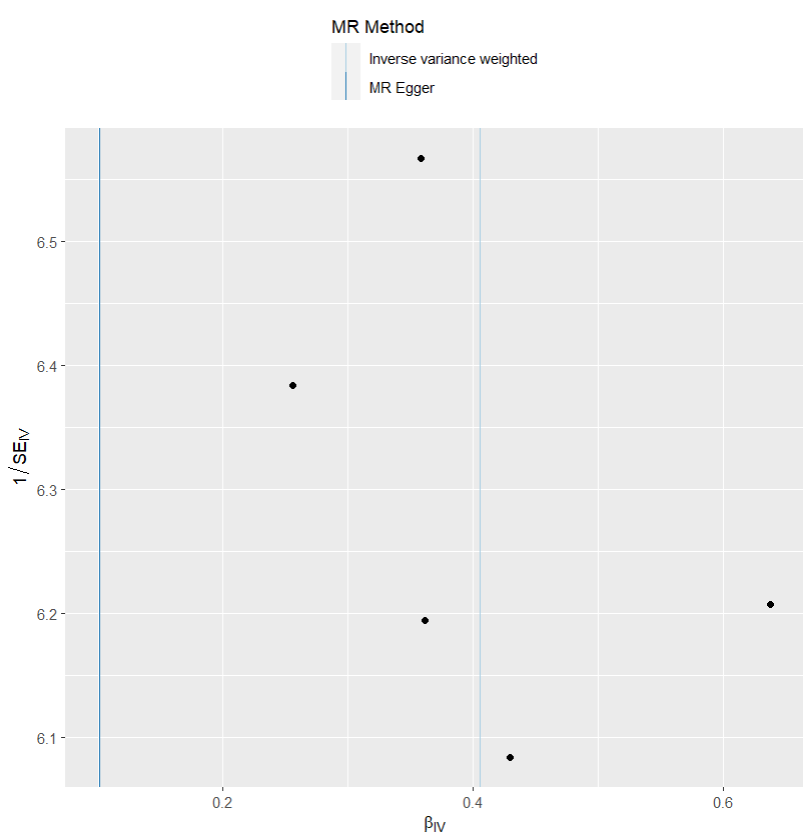 MR Method
Inverse variance weighted
MR Egger
6.5
6.4
6.3
6.2
6.1
1/SE_IV
0.2
0.4
0.6
β_IV